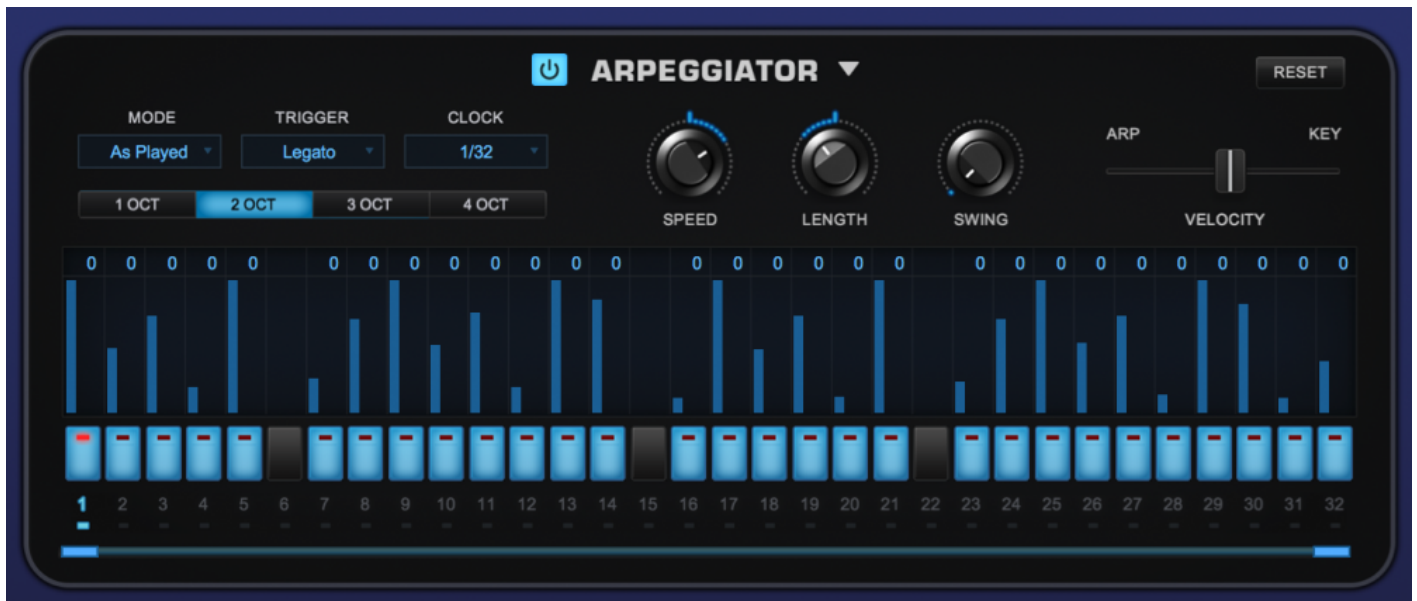 ARPEGGIATOR
RESET
MODE TRIGGER CLOCK
ARP KEY
As Played Legato 1/32
1 OCT 2 OCT 3 OCT 4 OCT
SPEED LENGTH SWING VELOCITY
0 0 0 0 0 0 0 0 0 0 0 0 0 0 0 0 0 0 0 0 0 0 0 0 0 0 0 0 0
1 2 3 4 5 6 7 8 9 10 11 12 13 14 15 16 17 18 19 20 21 22 23 24 25 26 27 28 29 30 31 32